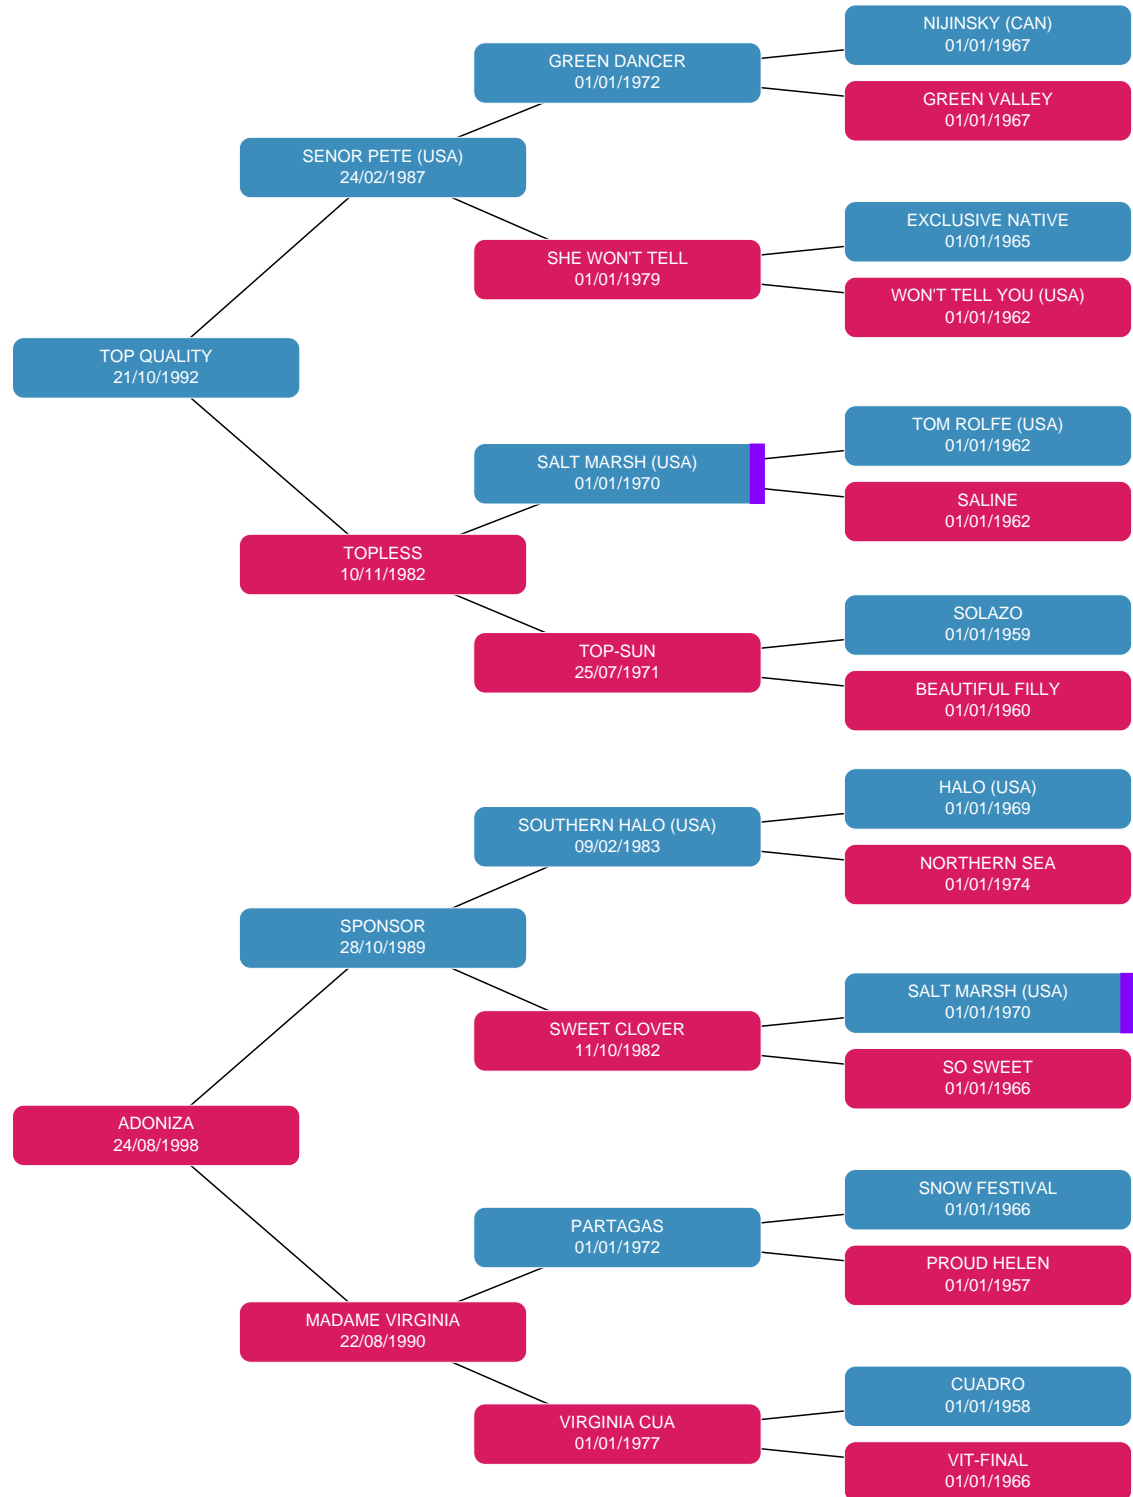 NIJINSKY (CAN)
01/01/1967
GREEN DANCER
01/01/1972
GREEN VALLEY
01/01/1967
SENOR PETE (USA)
24/02/1987
EXCLUSIVE NATIVE
01/01/1965
SHE WON'T TELL
01/01/1979
WON'T TELL YOU (USA)
01/01/1962
TOP QUALITY
21/10/1992
TOM ROLFE (USA)
01/01/1962
SALT MARSH (USA)
01/01/1970
SALINE
01/01/1962
TOPLESS
10/11/1982
SOLAZO
01/01/1959
TOP-SUN
25/07/1971
BEAUTIFUL FILLY
01/01/1960
HALO (USA)
01/01/1969
SOUTHERN HALO (USA)
09/02/1983
NORTHERN SEA
01/01/1974
SPONSOR
28/10/1989
SALT MARSH (USA)
01/01/1970
SWEET CLOVER
11/10/1982
SO SWEET
01/01/1966
ADONIZA
24/08/1998
SNOW FESTIVAL
01/01/1966
PARTAGAS
01/01/1972
PROUD HELEN
01/01/1957
MADAME VIRGINIA
22/08/1990
CUADRO
01/01/1958
VIRGINIA CUA
01/01/1977
VIT-FINAL
01/01/1966